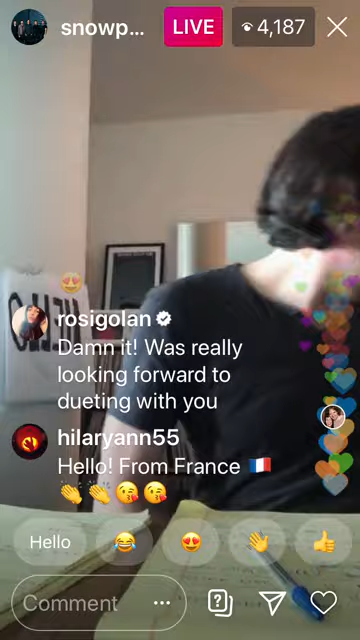 snowp...
LIVE
4,187
HELLO
rosigolan
Damn it! Was really
looking forward to
dueting with you
hilaryann55
Hello! From France 🇫🇷
👏👏😘😘
Hello 😂 😍 👋 👍
Comment ...